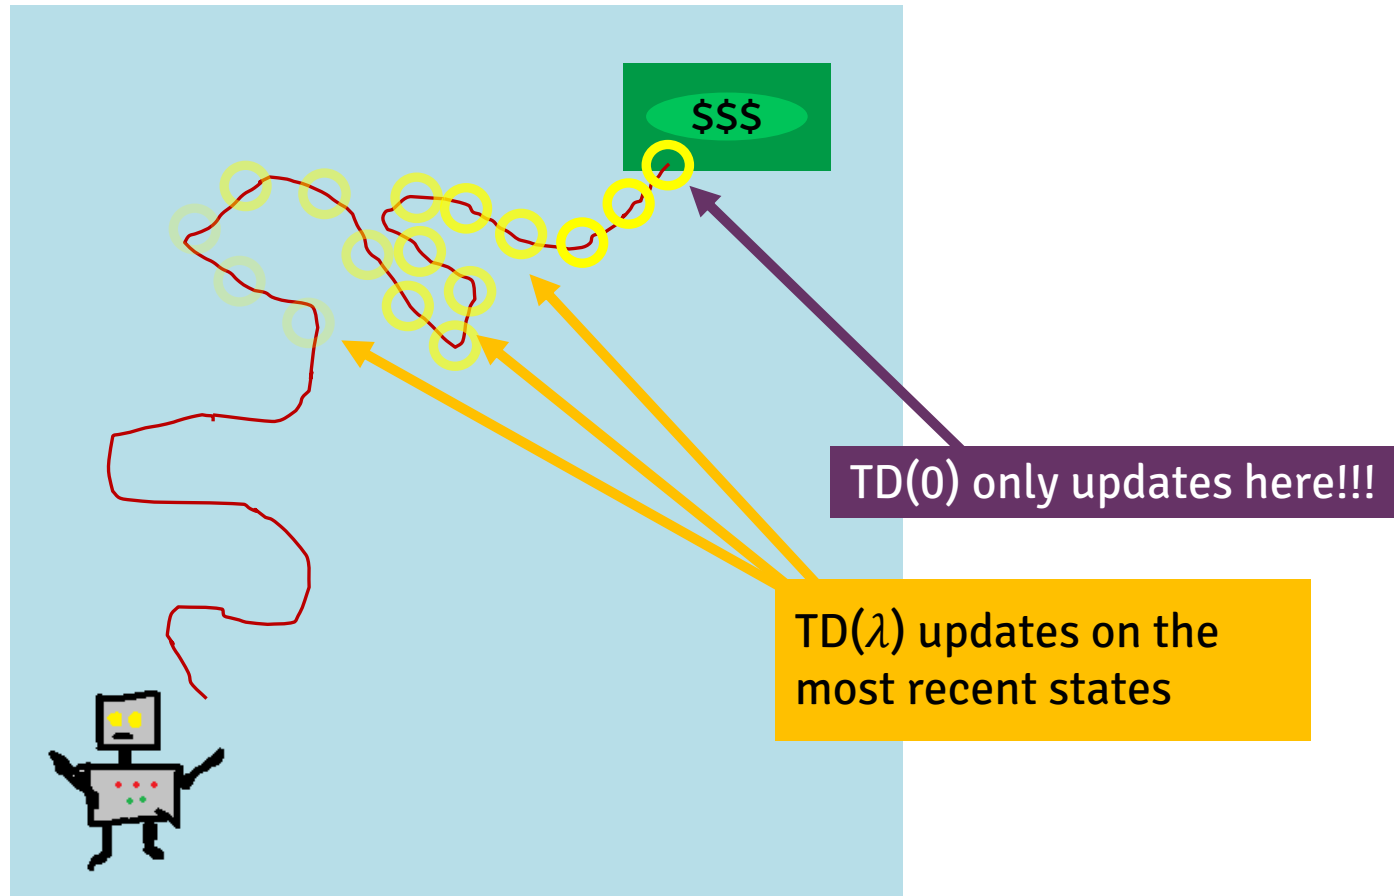 $$$
TD(0) only updates here!!!
TD(λ) updates on the
most recent states